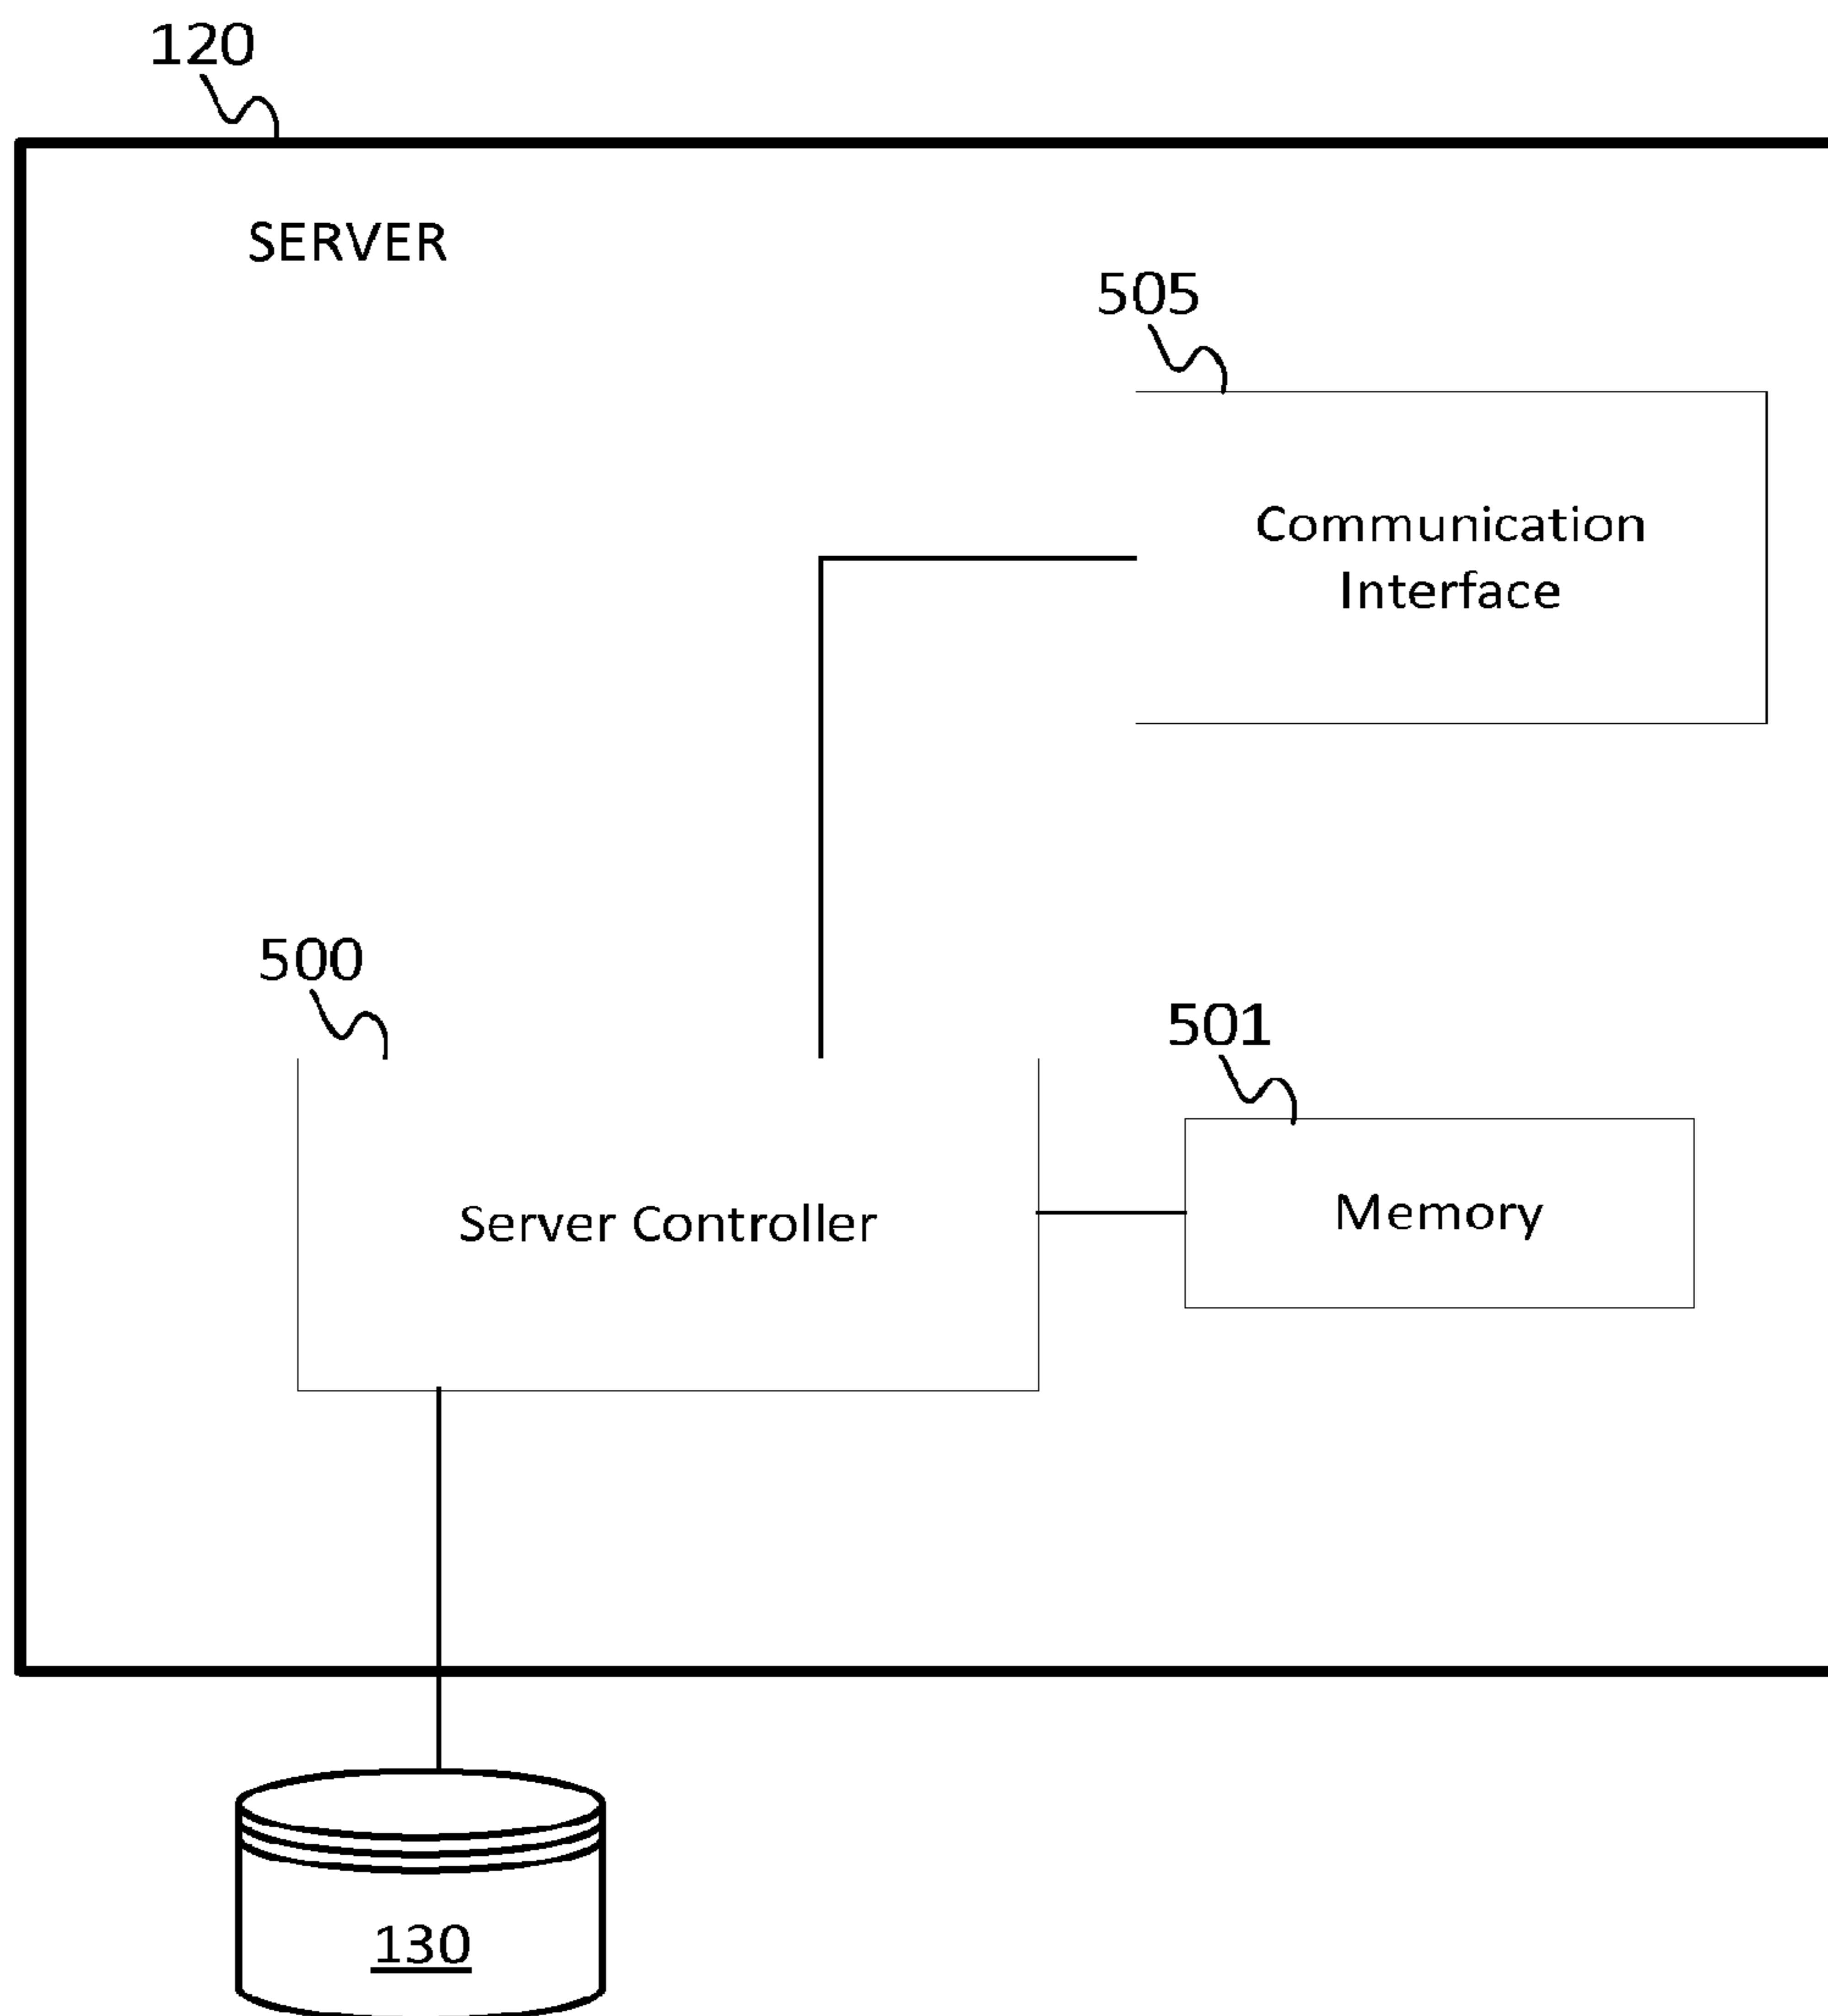 120
SERVER
505
Communication
Interface
500
501
Server Controller
Memory
130